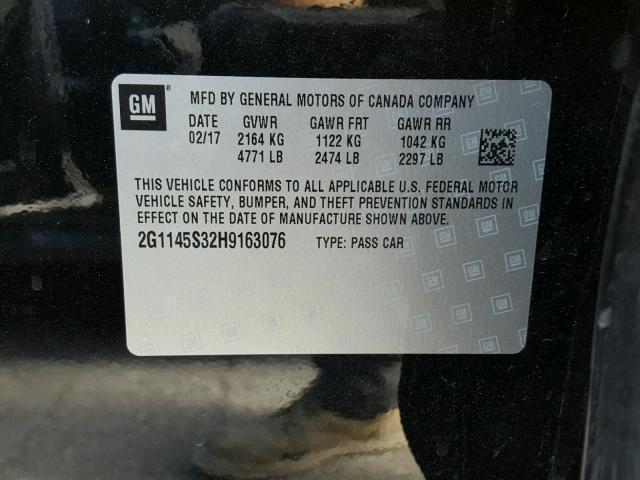 GM ® MFD BY GENERAL MOTORS OF CANADA COMPANY
DATE GVWR GAWR FRT GAWR RR
02/17 2164 KG 1122 KG 1042 KG
4771 LB 2474 LB 2297 LB
THIS VEHICLE CONFORMS TO ALL APPLICABLE U.S. FEDERAL MOTOR
VEHICLE SAFETY, BUMPER, AND THEFT PREVENTION STANDARDS IN
EFFECT ON THE DATE OF MANUFACTURE SHOWN ABOVE.
2G1145S32H9163076 TYPE: PASS CAR